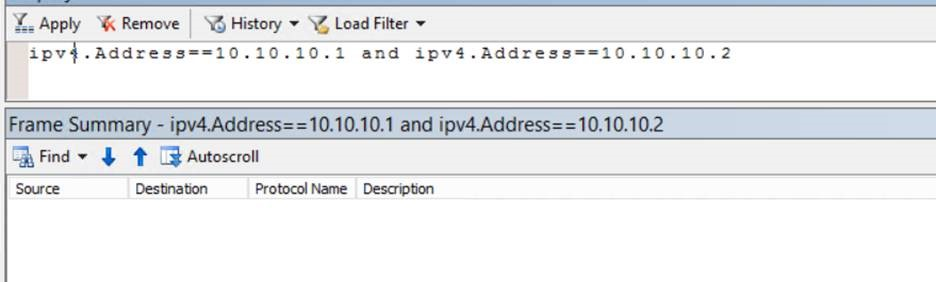 Apply Remove History Load Filter
ipv4.Address==10.10.10.1 and ipv4.Address==10.10.10.2
Frame Summary - ipv4.Address==10.10.10.1 and ipv4.Address==10.10.10.2
Find Autoscroll
Source Destination Protocol Name Description